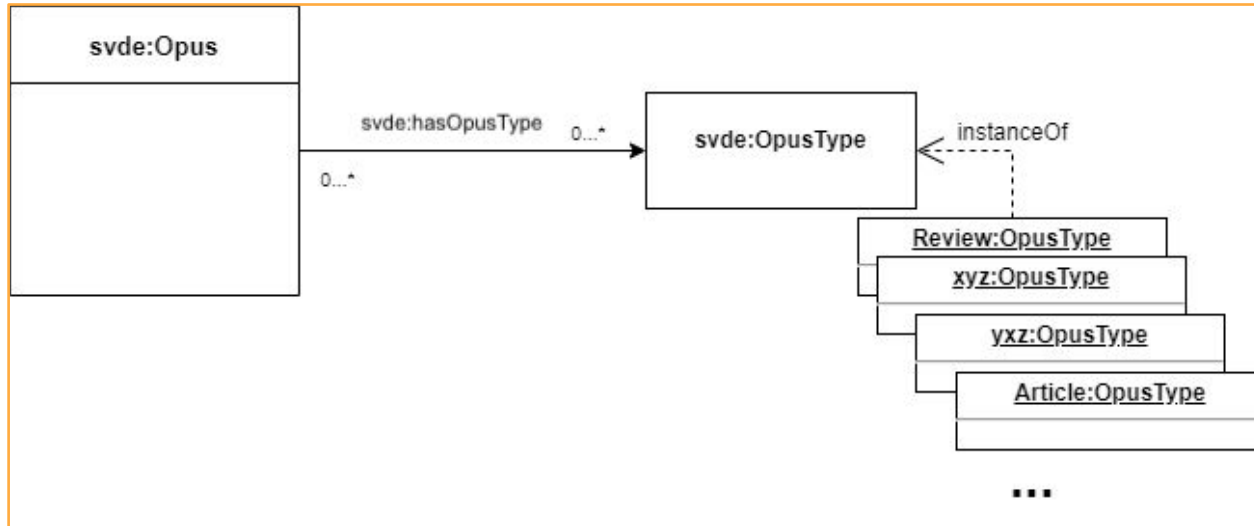 svde:Opus
svde:hasOpusType
0...*
0...*
svde:OpusType
instanceOf
Review:OpusType
xyz:OpusType
yxz:OpusType
Article:OpusType
...